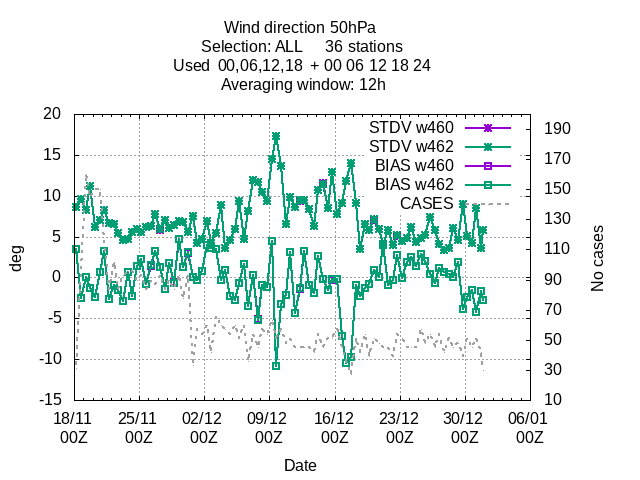 Wind direction 50hPa
Selection: ALL 36 stations
Used 00,06,12,18 + 00 06 12 18 24
Averaging window: 12h
STDV w460
STDV w462
BIAS w460
BIAS w462
CASES
20
15
10
5
0
-5
-10
-15
deg
190
170
150
130
110
90
70
50
30
10
No cases
18/11 25/11 02/12 09/12 16/12 23/12 30/12 06/01
00Z 00Z 00Z 00Z 00Z 00Z 00Z 00Z
Date